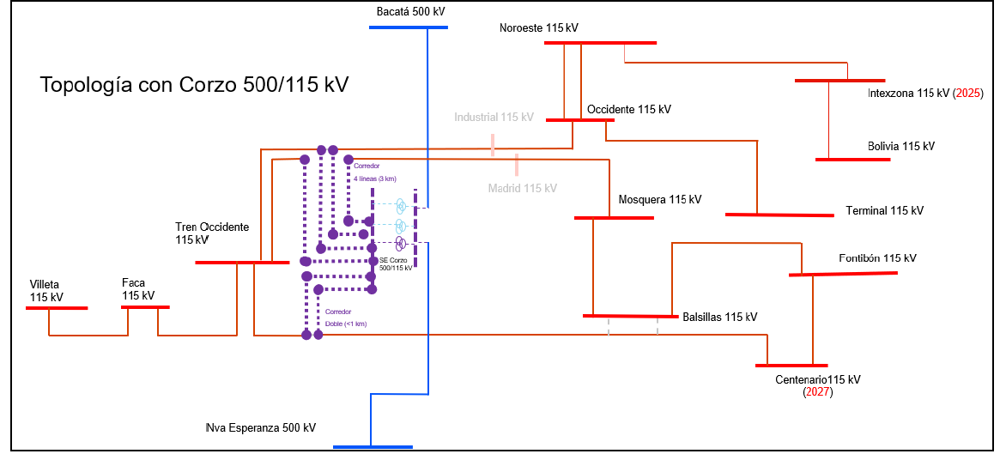 Bacatá 500 kV
Noroeste 115 kV
Topología con Corzo 500/115 kV
Intexzona 115 kV (2025)
Industrial 115 kV
Occidente 115 kV
Bolivia 115 kV
Corredor
4 líneas (3 km)
Madrid 115 kV
Mosquera 115 kV
Terminal 115 kV
Tren Occidente
115 kV
SE Corzo
500/115 kV
Fontibón 115 kV
Villeta
115 kV
Faca
115 kV
Corredor
Doble (<1 km)
Balsillas 115 kV
Centenario115 kV
(2027)
Nva Esperanza 500 kV